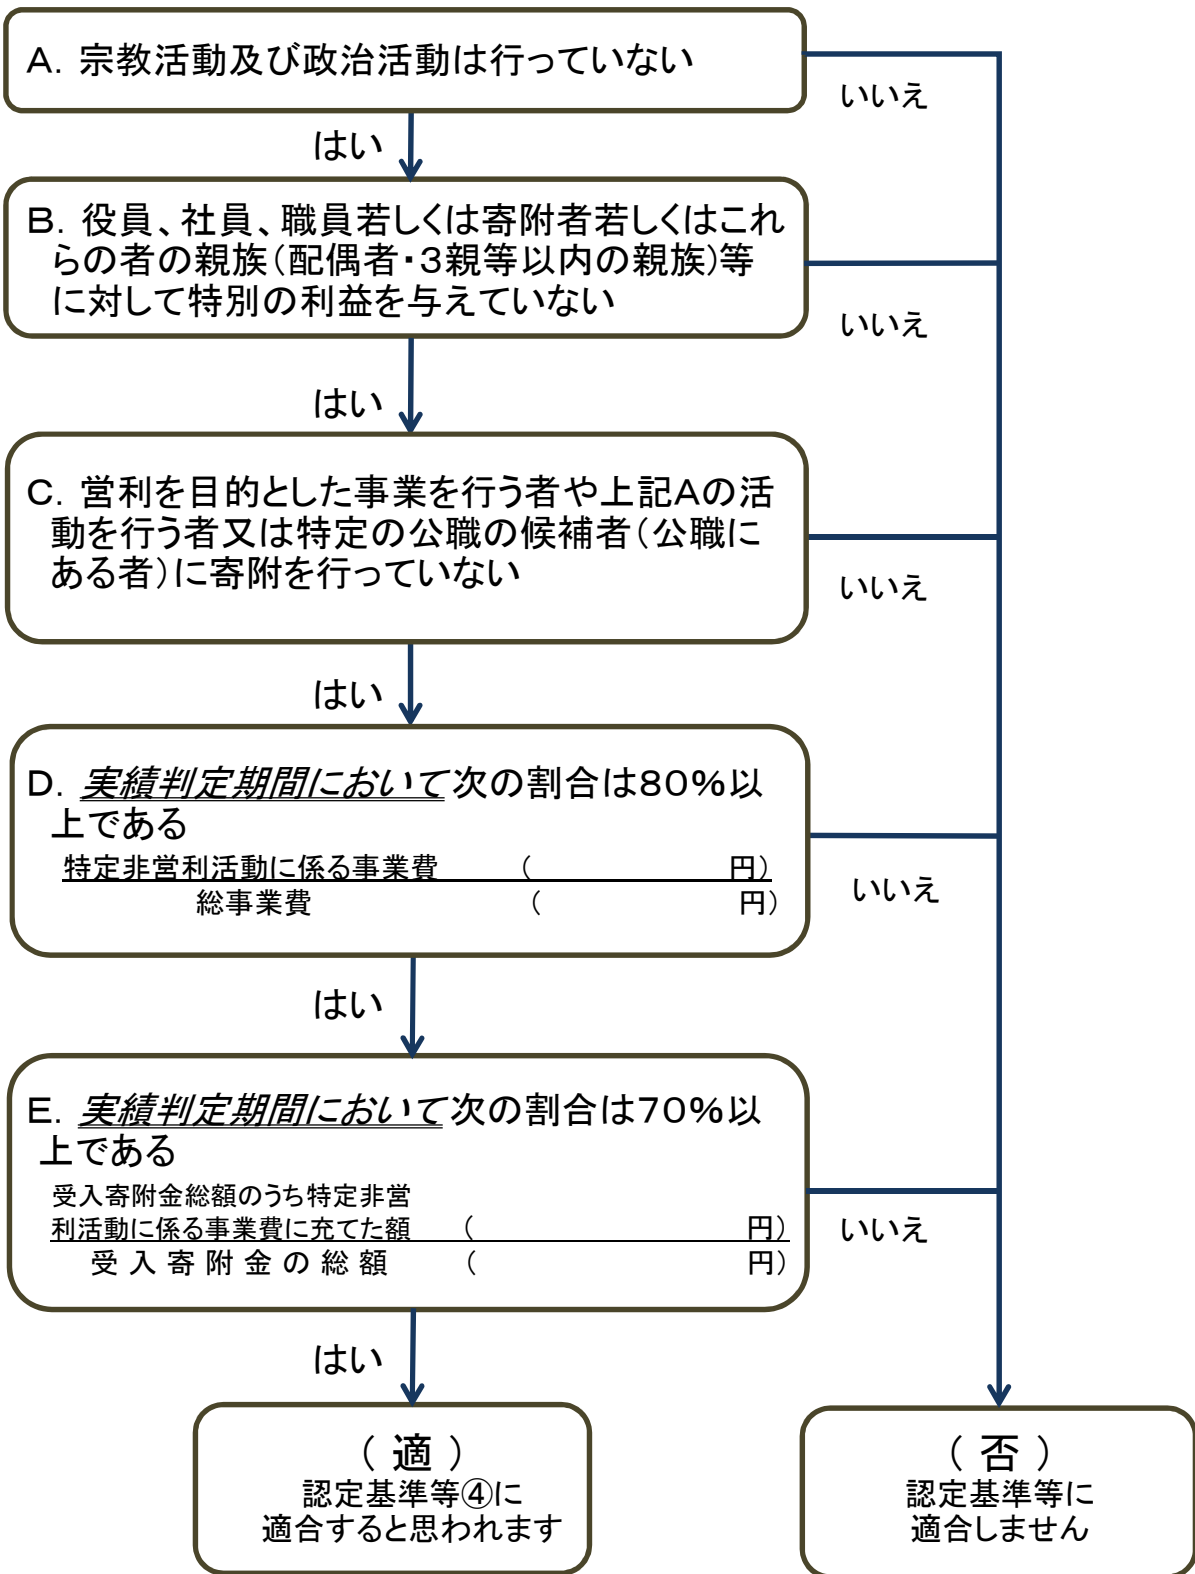 A．宗教活動及び政治活動は行っていない
いいえ
はい
B．役員、社員、職員若しくは寄附者若しくはこれ
らの者の親族（配偶者・３親等以内の親族）等
に対して特別の利益を与えていない
いいえ
はい
C．営利を目的とした事業を行う者や上記Aの活
動を行う者又は特定の公職の候補者（公職に
ある者）に寄附を行っていない
いいえ
はい
D．実績判定期間において次の割合は80％以
上である
特定非営利活動に係る事業費　（　円）
総事業費　（　円）
いいえ
はい
E．実績判定期間において次の割合は70％以
上である
受入寄附金総額のうち特定非営
利活動に係る事業費に充てた額　（　円）
受入寄附金の総額　（　円）
いいえ
はい
（ 適 ）
認定基準等④に
適合すると思われます
（ 否 ）
認定基準等に
適合しません